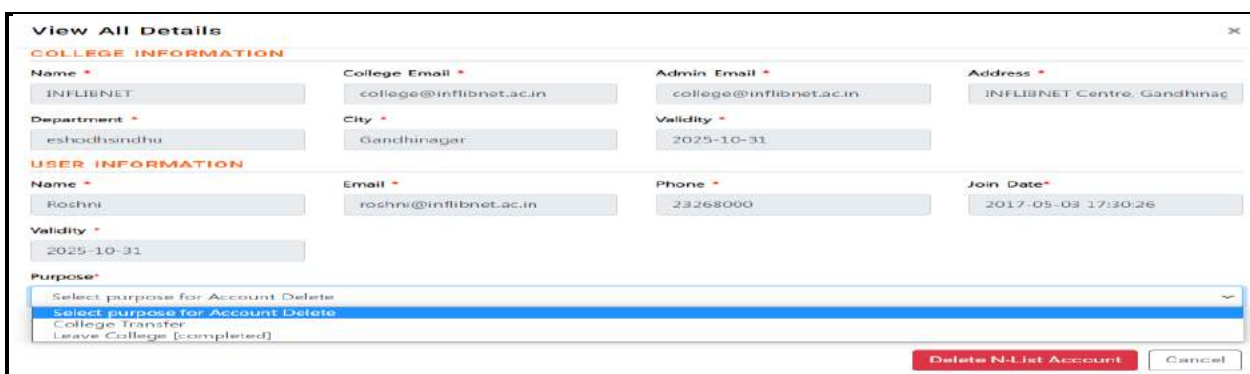 View All Details ×
COLLEGE INFORMATION
Name * College Email * Admin Email * Address *
INFLIBNET college@inflibnet.ac.in college@inflibnet.ac.in INFLIBNET Centre, Gandhinag
Department * City * Validity *
eshodhsindhu Gandhinagar 2025-10-31
USER INFORMATION
Name * Email * Phone * Join Date*
Roshni roshni@inflibnet.ac.in 23268000 2017-05-03 17:30:26
Validity *
2025-10-31
Purpose*
Select purpose for Account Delete
Select purpose for Account Delete
College Transfer
Leave College [completed]
Delete N-List Account Cancel